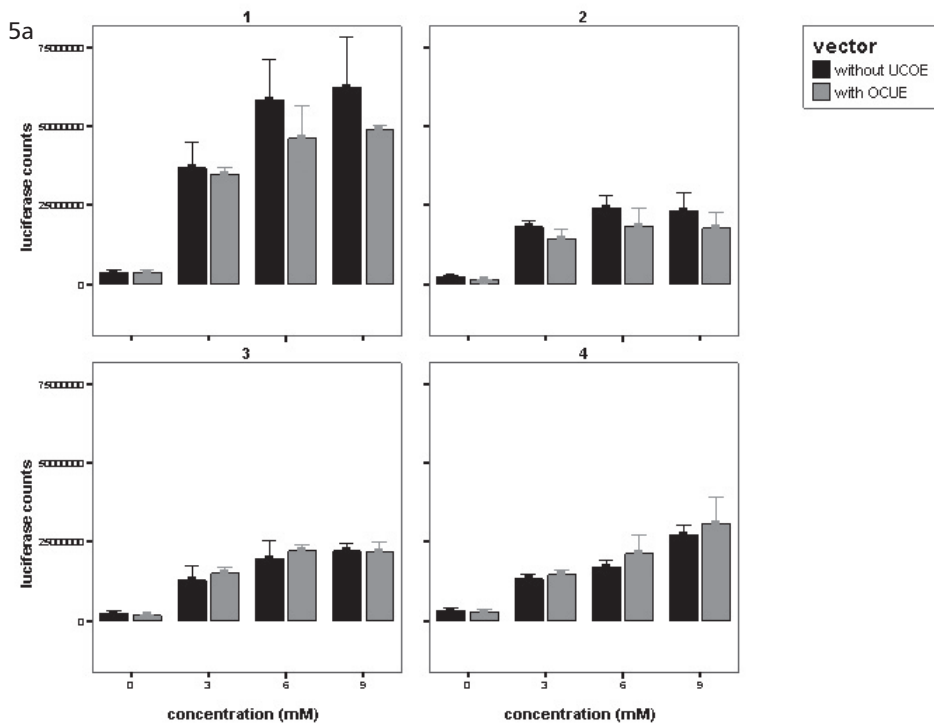 5a
1
2
75000000
50000000
25000000
0
luciferase counts
vector
without UCOE
with OCUE
3
4
75000000
50000000
25000000
0
luciferase counts
0 3 6 9
0 3 6 9
concentration (mM)
concentration (mM)